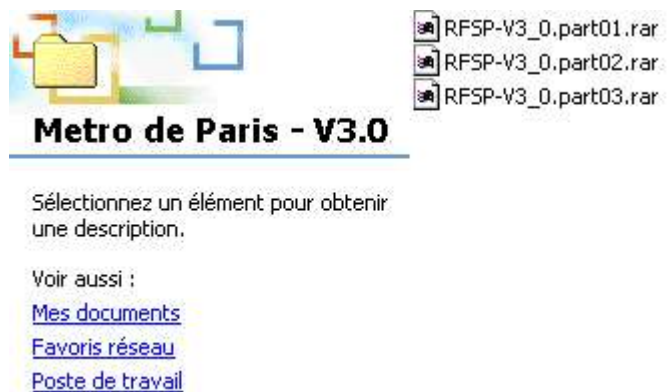 Metro de Paris - V3.0
Sélectionnez un élément pour obtenir
une description.
Voir aussi :
Mes documents
Favoris réseau
Poste de travail
RFSP-V3_0.part01.rar
RFSP-V3_0.part02.rar
RFSP-V3_0.part03.rar